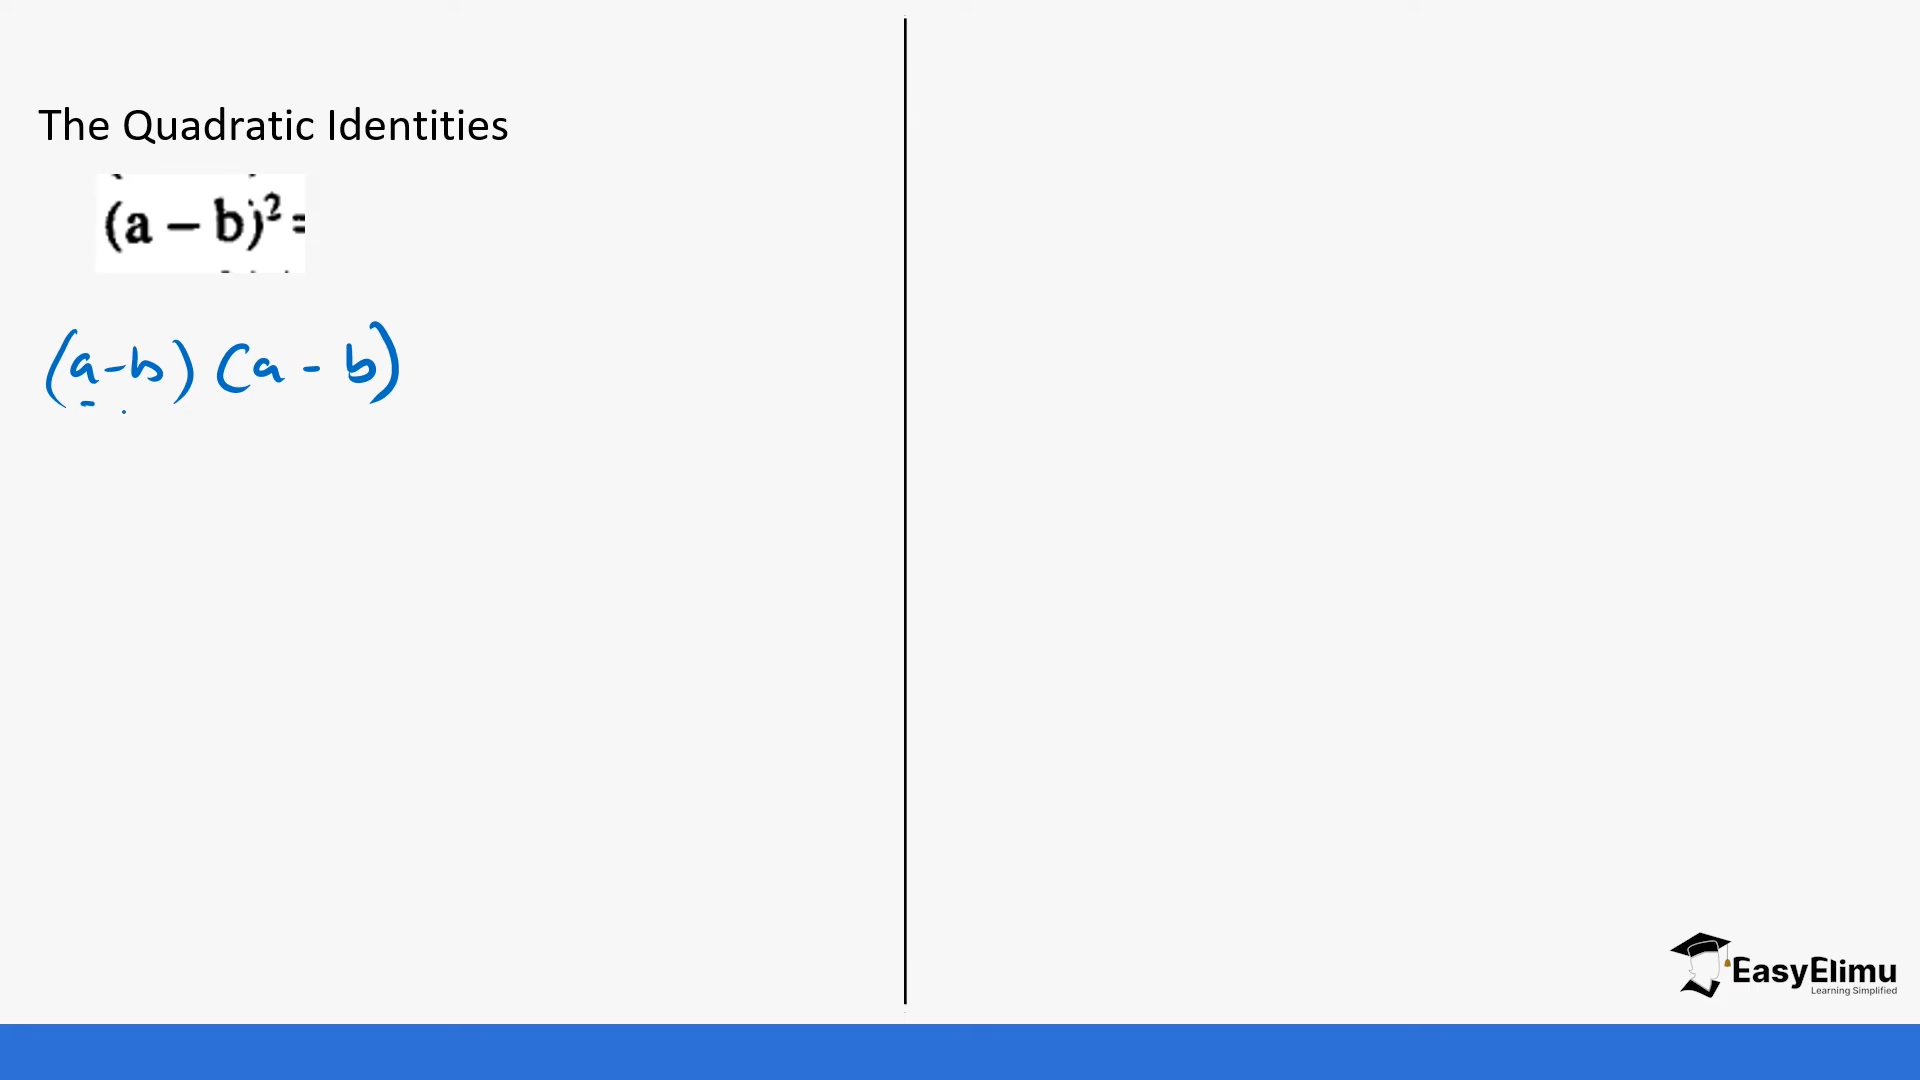 The Quadratic Identities
(a – b)² =
(a - b) (a - b)
EasyElimu
Learning Simplified